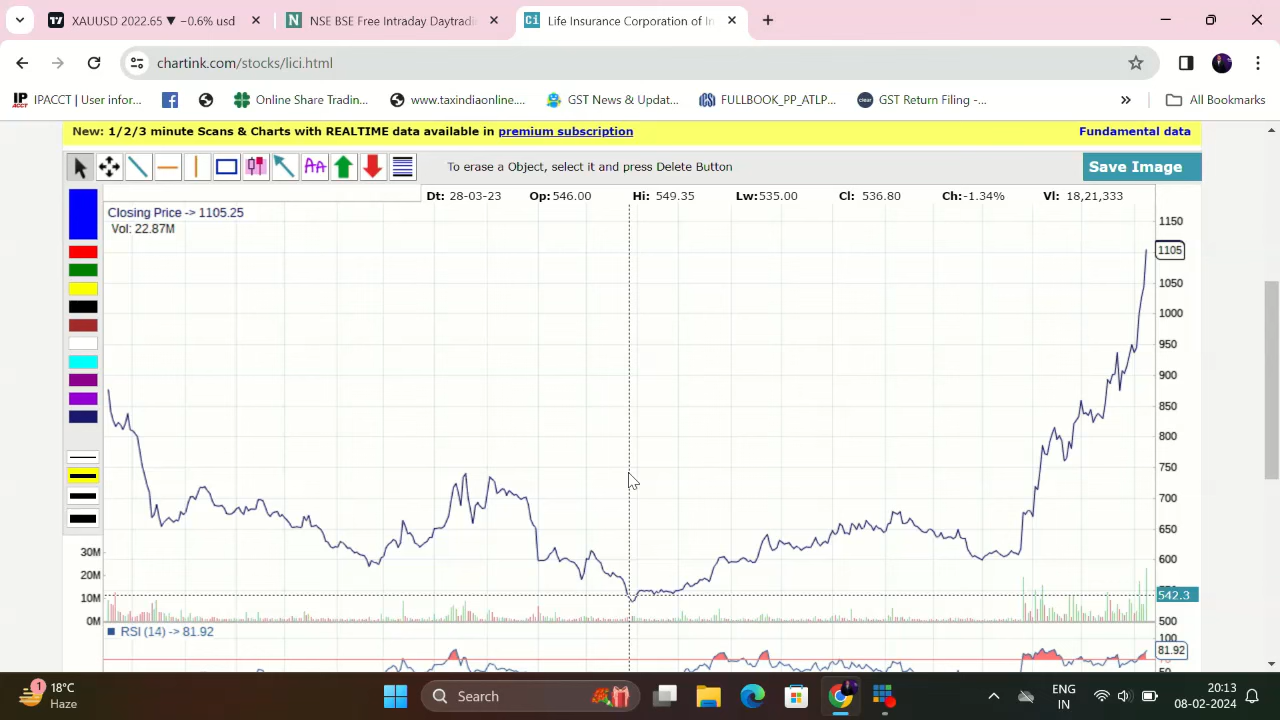 XAUUSD 2022.65 ▼ −0.6% usd
NSE BSE Free Intraday Daytradi
Life Insurance Corporation of In
chartink.com/stocks/lici.html
IPACCT | User infor...
Online Share Tradin...
www.taxindiaonline....
GST News & Updat...
FULLBOOK_PP_ATLP...
GST Return Filing -...
»
All Bookmarks
New: 1/2/3 minute Scans & Charts with REALTIME data available in premium subscription
Fundamental data
To erase a Object, select it and press Delete Button
Save Image
Dt: 28-03-23 Op:546.00 Hi: 549.35 Lw:535.00 Cl: 536.80 Ch:-1.34% Vl: 18,21,333
Closing Price -> 1105.25
Vol: 22.87M
1150
1105
1050
1000
950
900
850
800
750
700
650
600
542.3
500
30M
20M
10M
0M
RSI (14) -> 81.92
100
81.92
1
18°C
Haze
Search
ENG
IN
20:13
08-02-2024